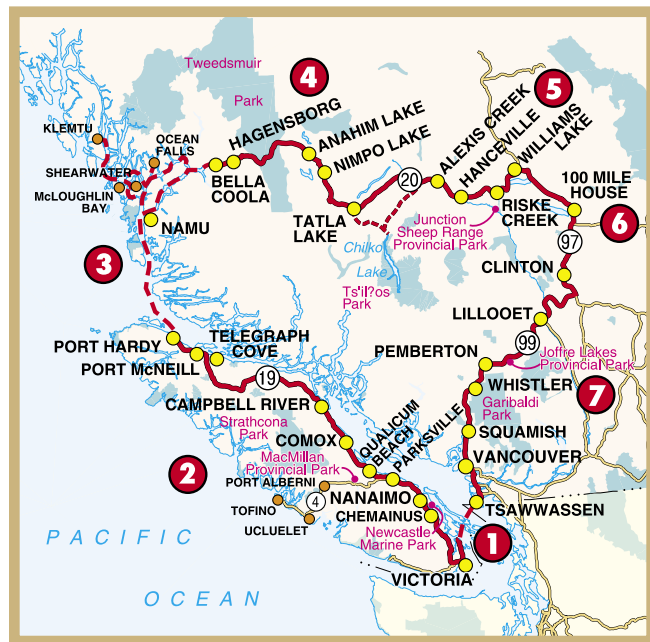 Tweedsmuir
Park
4
5
KLEMTU
OCEAN
FALLS
HAGENSBORG
ANAHIM LAKE
NIMPO LAKE
ALEXIS CREEK
HANCEVILLE
WILLIAMS
LAKE
SHEARWATER
McLOUGHLIN
BAY
BELLA
COOLA
20
100 MILE
HOUSE
NAMU
TATLA
LAKE
Junction
Sheep Range
Provincial Park
RISKE
CREEK
6
97
3
Chilko
Lake
Ts'il?os
Park
CLINTON
LILLOOET
PORT HARDY
PORT McNEILL
TELEGRAPH
COVE
99
PEMBERTON
Joffre Lakes
Provincial Park
19
WHISTLER
7
CAMPBELL RIVER
Garibaldi
Park
Strathcona
Park
COMOX
QUALICUM
BEACH
PARKSVILLE
SQUAMISH
MacMillan
Provincial Park
VANCOUVER
2
PORT ALBERNI
4
NANAIMO
TSAWWASSEN
TOFINO
CHEMAINUS
UCLUELET
Newcastle
Marine Park
1
PACIFIC
OCEAN
VICTORIA